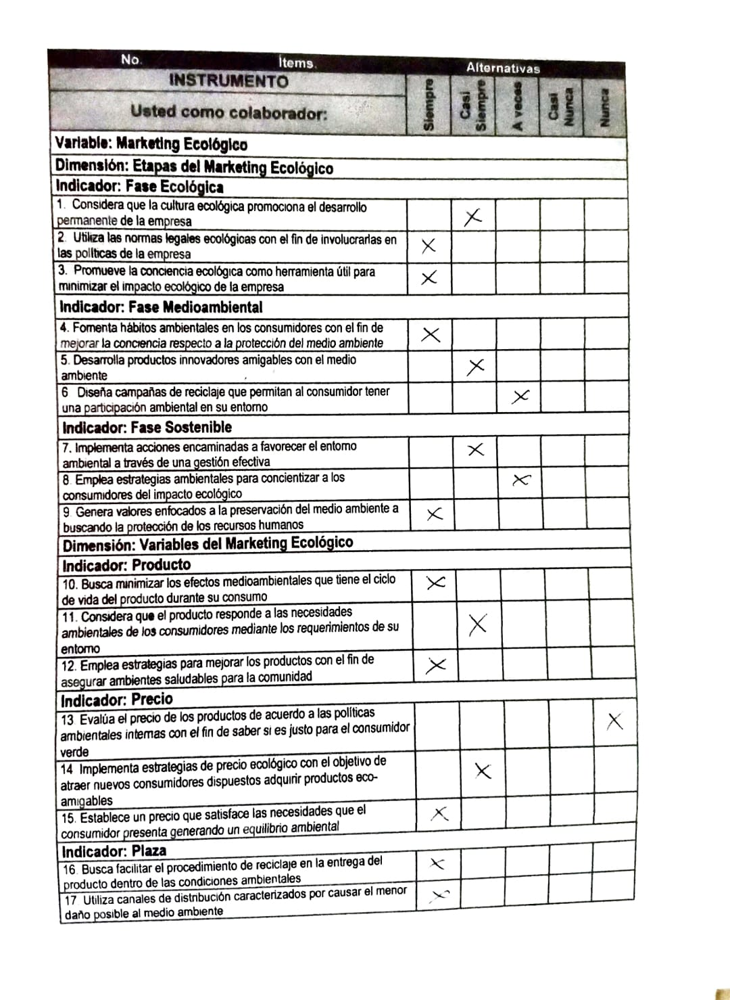 No. Ítems. Alternativas
INSTRUMENTO
Usted como colaborador:
Siempre
Casi
Siempre
A veces
Casi
Nunca
Nunca
Variable: Marketing Ecológico
Dimensión: Etapas del Marketing Ecológico
Indicador: Fase Ecológica
1. Considera que la cultura ecológica promociona el desarrollo
permanente de la empresa X
2. Utiliza las normas legales ecológicas con el fin de involucrarlas en
las políticas de la empresa X
3. Promueve la conciencia ecológica como herramienta útil para
minimizar el impacto ecológico de la empresa X
Indicador: Fase Medioambiental
4. Fomenta hábitos ambientales en los consumidores con el fin de
mejorar la conciencia respecto a la protección del medio ambiente X
5. Desarrolla productos innovadores amigables con el medio
ambiente X
6 Diseña campañas de reciclaje que permitan al consumidor tener
una participación ambiental en su entorno X
Indicador: Fase Sostenible
7. Implementa acciones encaminadas a favorecer el entorno
ambiental a través de una gestión efectiva X
8. Emplea estrategias ambientales para concientizar a los
consumidores del impacto ecológico X
9. Genera valores enfocados a la preservación del medio ambiente a
buscando la protección de los recursos humanos X
Dimensión: Variables del Marketing Ecológico
Indicador: Producto
10. Busca minimizar los efectos medioambientales que tiene el ciclo
de vida del producto durante su consumo X
11. Considera que el producto responde a las necesidades
ambientales de los consumidores mediante los requerimientos de su
entorno X
12. Emplea estrategias para mejorar los productos con el fin de
asegurar ambientes saludables para la comunidad X
Indicador: Precio
13. Evalúa el precio de los productos de acuerdo a las políticas
ambientales internas con el fin de saber si es justo para el consumidor
verde X
14 Implementa estrategias de precio ecológico con el objetivo de
atraer nuevos consumidores dispuestos adquirir productos eco-
amigables X
15. Establece un precio que satisface las necesidades que el
consumidor presenta generando un equilibrio ambiental X
Indicador: Plaza
16. Busca facilitar el procedimiento de reciclaje en la entrega del
producto dentro de las condiciones ambientales X
17. Utiliza canales de distribución caracterizados por causar el menor
daño posible al medio ambiente X